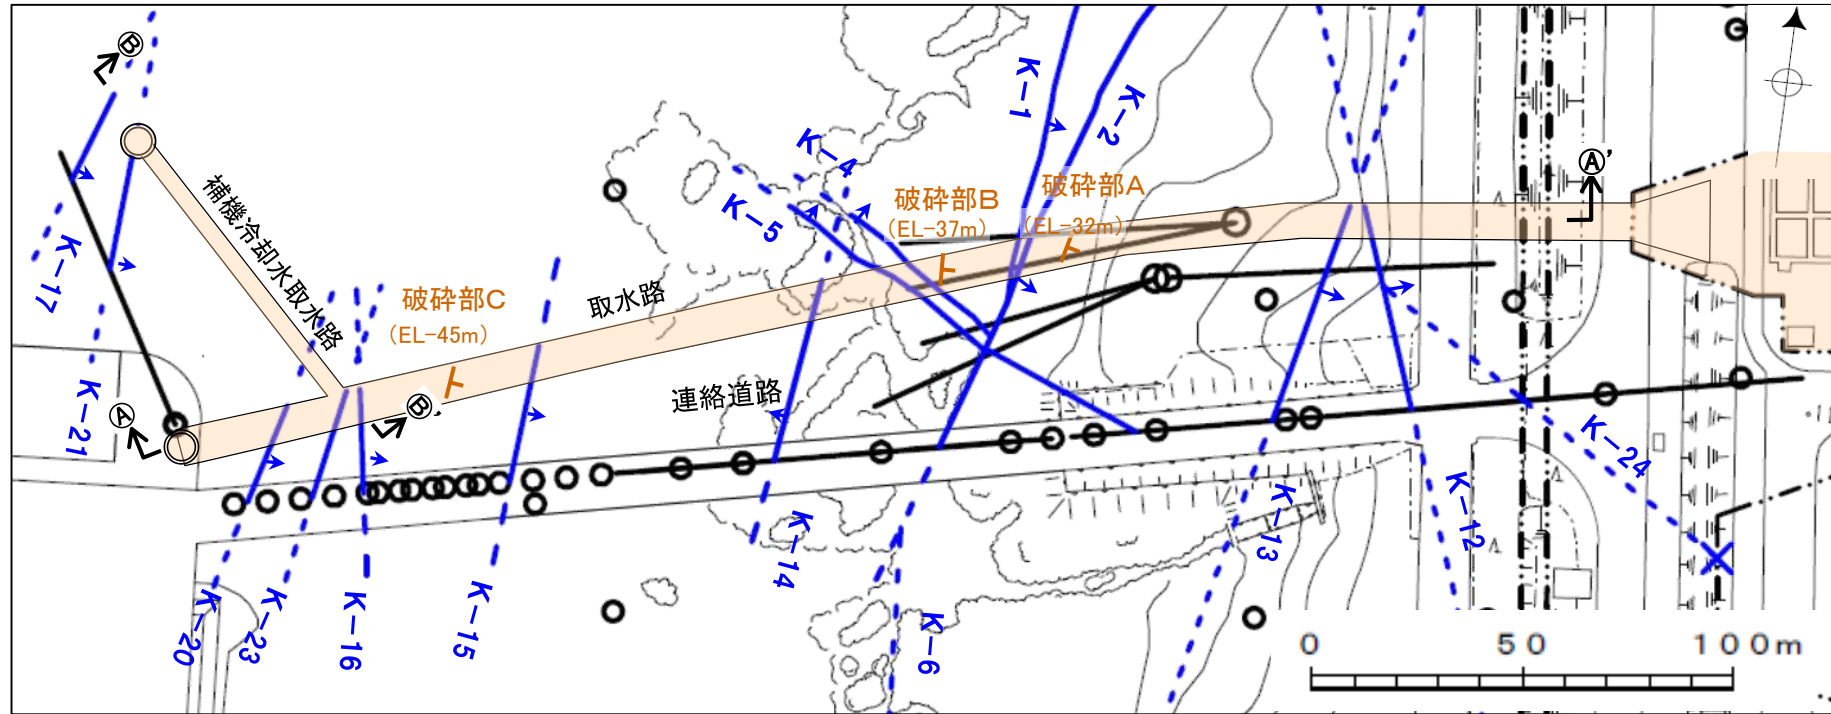 Ⓑ
K-1
K-2
K-4
K-5
破砕部B
(EL-37m)
破砕部A
(EL-32m)
Ⓐ'
補機冷却水取水路
K-17
破砕部C
(EL-45m)
取水路
連絡道路
K-21
Ⓐ
Ⓑ'
K-24
K-12
K-13
K-14
K-15
K-16
K-23
K-20
K-6
0 50 100m